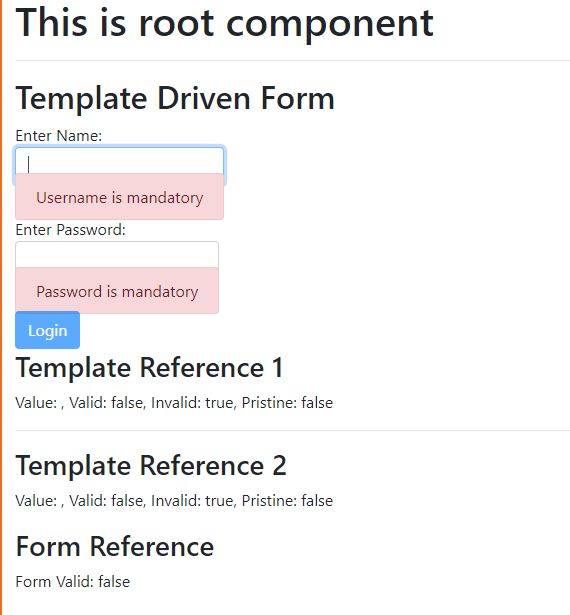 This is root component
Template Driven Form
Enter Name:
Username is mandatory
Enter Password:
Password is mandatory
Login
Template Reference 1
Value: , Valid: false, Invalid: true, Pristine: false
Template Reference 2
Value: , Valid: false, Invalid: true, Pristine: false
Form Reference
Form Valid: false